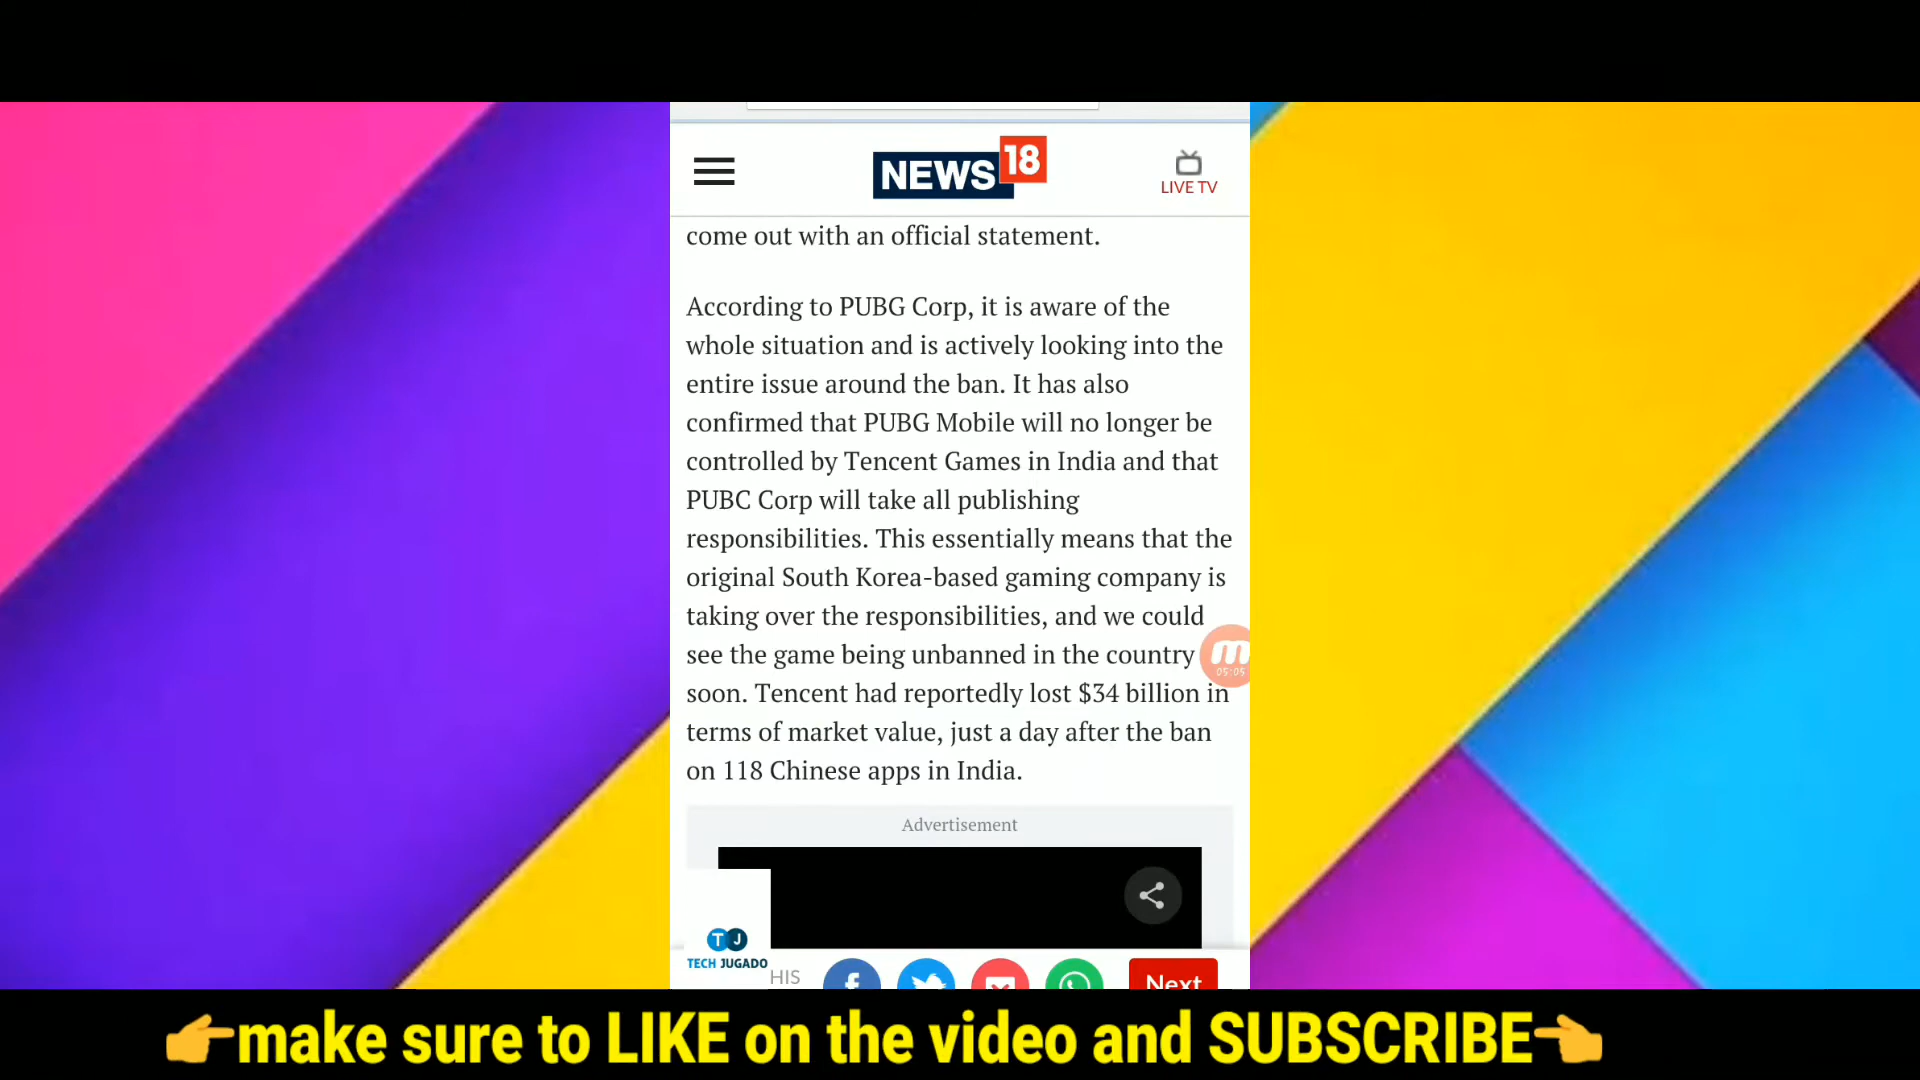 NEWS 18
LIVE TV
come out with an official statement.
According to PUBG Corp, it is aware of the
whole situation and is actively looking into the
entire issue around the ban. It has also
confirmed that PUBG Mobile will no longer be
controlled by Tencent Games in India and that
PUBC Corp will take all publishing
responsibilities. This essentially means that the
original South Korea-based gaming company is
taking over the responsibilities, and we could
see the game being unbanned in the country
soon. Tencent had reportedly lost $34 billion in
terms of market value, just a day after the ban
on 118 Chinese apps in India.
05:05
Advertisement
TJ
TECH JUGADO
HIS
Next
👉make sure to LIKE on the video and SUBSCRIBE👈